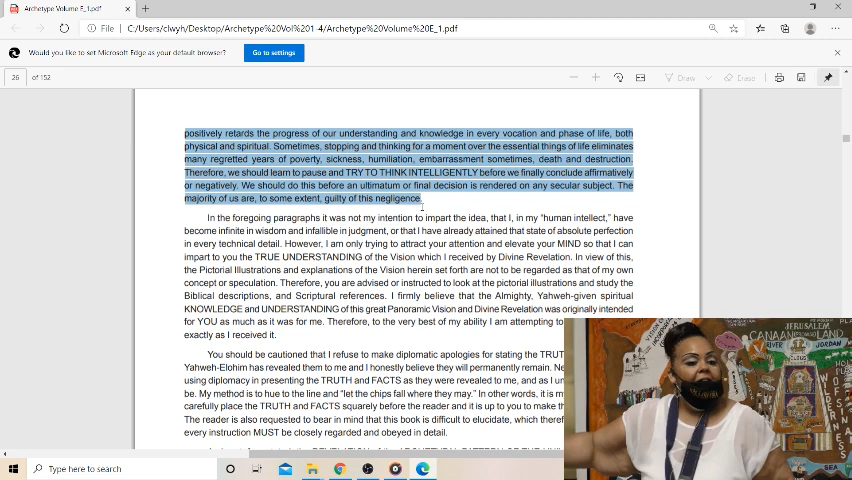 Archetype Volume E_1.pdf
File
C:/Users/clwyh/Desktop/Archetype%20Vol%201-4/Archetype%20Volume%20E_1.pdf
Would you like to set Microsoft Edge as your default browser?
Go to settings
26 of 152
Draw
Erase
positively retards the progress of our understanding and knowledge in every vocation and phase of life, both
physical and spiritual. Sometimes, stopping and thinking for a moment over the essential things of life eliminates
many regretted years of poverty, sickness, humiliation, embarrassment sometimes, death and destruction.
Therefore, we should learn to pause and TRY TO THINK INTELLIGENTLY before we finally conclude affirmatively
or negatively. We should do this before an ultimatum or final decision is rendered on any secular subject. The
majority of us are, to some extent, guilty of this negligence.
In the foregoing paragraphs it was not my intention to impart the idea, that I, in my “human intellect,” have
become infinite in wisdom and infallible in judgment, or that I have already attained that state of absolute perfection
in every technical detail. However, I am only trying to attract your attention and elevate your MIND so that I can
impart to you the TRUE UNDERSTANDING of the Vision which I received by Divine Revelation. In view of this,
the Pictorial Illustrations and explanations of the Vision herein set forth are not to be regarded as that of my own
concept or speculation. Therefore, you are advised or instructed to look at the pictorial illustrations and study the
Biblical descriptions, and Scriptural references. I firmly believe that the Almighty, Yahweh-given spiritual
KNOWLEDGE and UNDERSTANDING of this great Panoramic Vision and Divine Revelation was originally intended
for YOU as much as it was for me. Therefore, to the very best of my ability I am attempting to
exactly as I received it.
You should be cautioned that I refuse to make diplomatic apologies for stating the TRUT
Yahweh-Elohim has revealed them to me and I honestly believe they will permanently remain. Ne
using diplomacy in presenting the TRUTH and FACTS as they were revealed to me, and as I un
be. My method is to hue to the line and “let the chips fall where they may.” In other words, it is m
carefully place the TRUTH and FACTS squarely before the reader and it is up to you to make th
The reader is also requested to bear in mind that this book is difficult to elucidate, which theref
every instruction MUST be closely regarded and obeyed in detail.
JERUSALEM
CANAAN
RIVER
JORDAN
CLOUD
WILDERNESS
OF
Type here to search